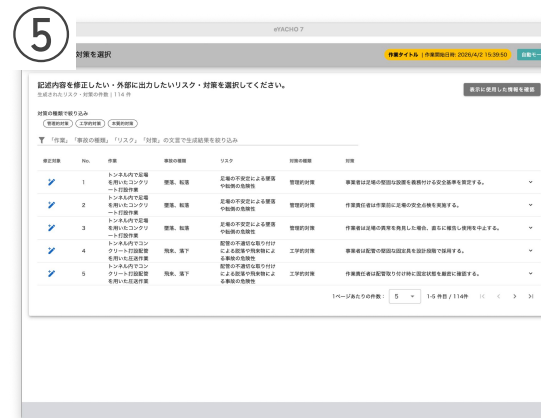 5
eYACHO 7
対策を選択
作業タイトル | 作業開始日時: 2026/4/2 15:39:50
自動モー
記述内容を修正したい・外部に出力したいリスク・対策を選択してください。
生成されたリスク・対策の件数 | 114 件
表示に使用した情報を確認
対策の種類で絞り込み
管理的対策 工学的対策 本質的対策
「作業」「事故の種類」「リスク」「対策」の文言で生成結果を絞り込み
修正対象 No. 作業 事故の種類 リスク 対策の種類 対策
1 トンネル内で足場を用いたコンクリート打設作業 墜落、転落 足場の不安定による墜落や転倒の危険性 管理的対策 事業者は足場の堅固な設置を義務付ける安全基準を策定する。
2 トンネル内で足場を用いたコンクリート打設作業 墜落、転落 足場の不安定による墜落や転倒の危険性 管理的対策 作業責任者は作業前に足場の安全点検を実施する。
3 トンネル内で足場を用いたコンクリート打設作業 墜落、転落 足場の不安定による墜落や転倒の危険性 管理的対策 作業者は足場の異常を発見した場合、直ちに報告し使用を中止する。
4 トンネル内でコンクリート打設配管を用いた圧送作業 飛来、落下 配管の不適切な取り付けによる脱落や飛来物による事故の危険性 工学的対策 事業者は配管の堅固な固定具を設計段階で採用する。
5 トンネル内でコンクリート打設配管を用いた圧送作業 飛来、落下 配管の不適切な取り付けによる脱落や飛来物による事故の危険性 工学的対策 作業責任者は配管取り付け時に固定状態を厳密に確認する。
1ページあたりの件数: 5 1-5 件目 / 114件